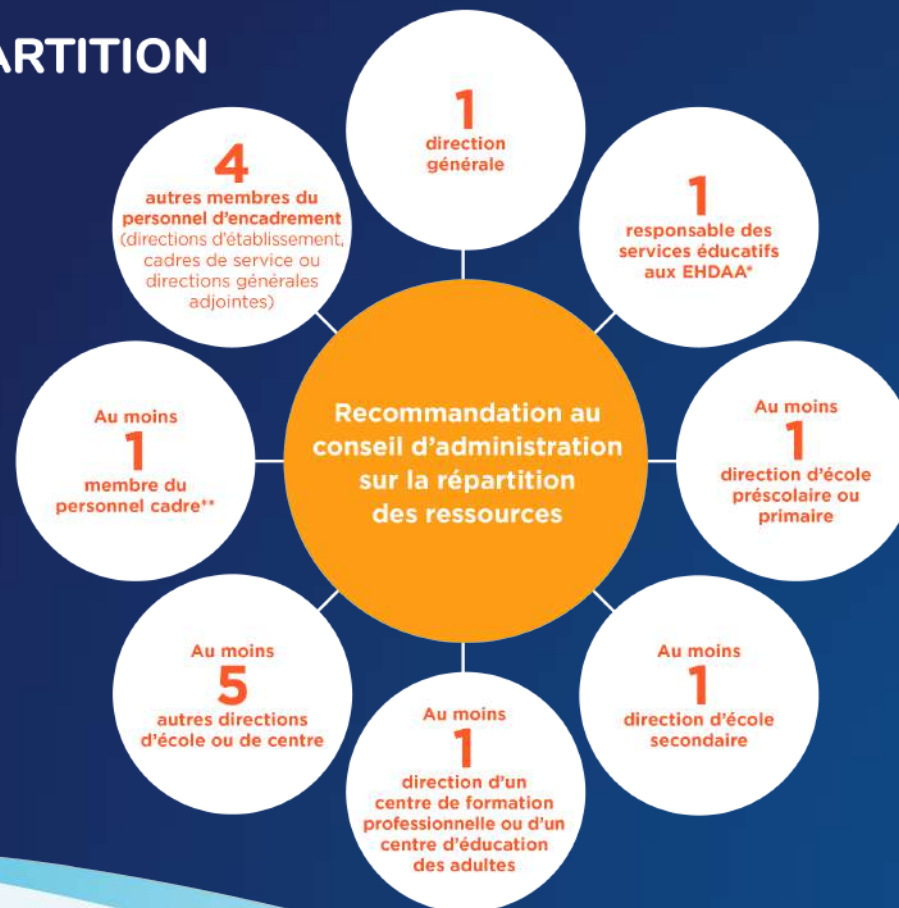 ARTITION
1
direction
générale
1
responsable des
services éducatifs
aux EHDAA*
Au moins
1
direction d'école
préscolaire ou
primaire
Au moins
1
direction d'école
secondaire
Au moins
1
direction d'un
centre de formation
professionnelle ou d'un
centre d'éducation
des adultes
Au moins
5
autres directions
d'école ou de centre
Au moins
1
membre du
personnel cadre**
4
autres membres du
personnel d'encadrement
(directions d'établissement,
cadres de service ou
directions générales
adjointes)
Recommandation au
conseil d'administration
sur la répartition
des ressources